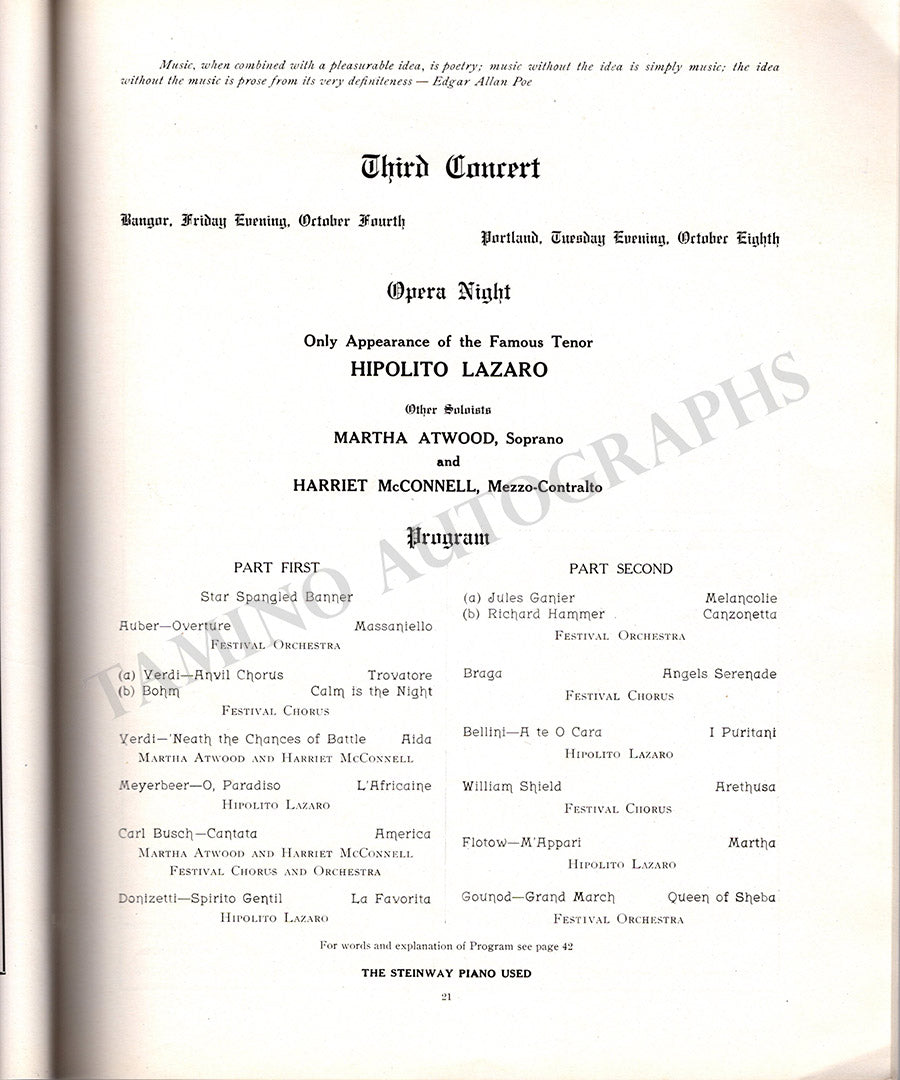 Music, when combined with a pleasurable idea, is poetry; music without the idea is simply music; the idea
without the music is prose from its very definiteness — Edgar Allan Poe
Third Concert
Bangor, Friday Evening, October Fourth
Portland, Tuesday Evening, October Eighth
Opera Night
Only Appearance of the Famous Tenor
HIPOLITO LAZARO
Other Soloists
MARTHA ATWOOD, Soprano
and
HARRIET McCONNELL, Mezzo-Contralto
Program
PART FIRST
Star Spangled Banner
Auber—Overture Massaniello
FESTIVAL ORCHESTRA
(a) Verdi—Anvil Chorus Trovatore
(b) Bohm Calm is the Night
FESTIVAL CHORUS
Verdi—'Neath the Chances of Battle Aida
MARTHA ATWOOD AND HARRIET MCCONNELL
Meyerbeer—O, Paradiso L'Africaine
HIPOLITO LAZARO
Carl Busch—Cantata America
MARTHA ATWOOD AND HARRIET MCCONNELL
FESTIVAL CHORUS AND ORCHESTRA
Donizetti—Spirito Gentil La Favorita
HIPOLITO LAZARO
PART SECOND
(a) Jules Ganier Melancolie
(b) Richard Hammer Canzonetta
FESTIVAL ORCHESTRA
Braga Angels Serenade
FESTIVAL CHORUS
Bellini—A te O Cara I Puritani
HIPOLITO LAZARO
William Shield Arethusa
FESTIVAL CHORUS
Flotow—M'Appari Martha
HIPOLITO LAZARO
Gounod—Grand March Queen of Sheba
FESTIVAL ORCHESTRA
For words and explanation of Program see page 42
THE STEINWAY PIANO USED
21
TAMINO AUTOGRAPHS